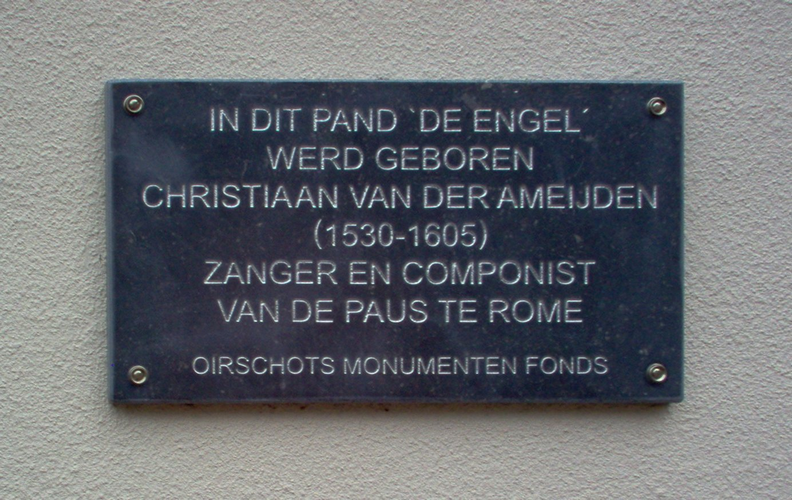 IN DIT PAND `DE ENGEL´
WERD GEBOREN
CHRISTIAAN VAN DER AMEIJDEN
(1530-1605)
ZANGER EN COMPONIST
VAN DE PAUS TE ROME
OIRSCHOTS MONUMENTEN FONDS